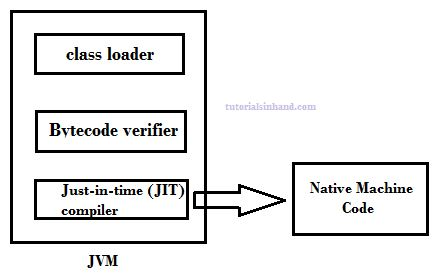 class loader
tutorialsinhand.com
Bytecode verifier
Just-in-time (JIT)
compiler
Native Machine
Code
JVM